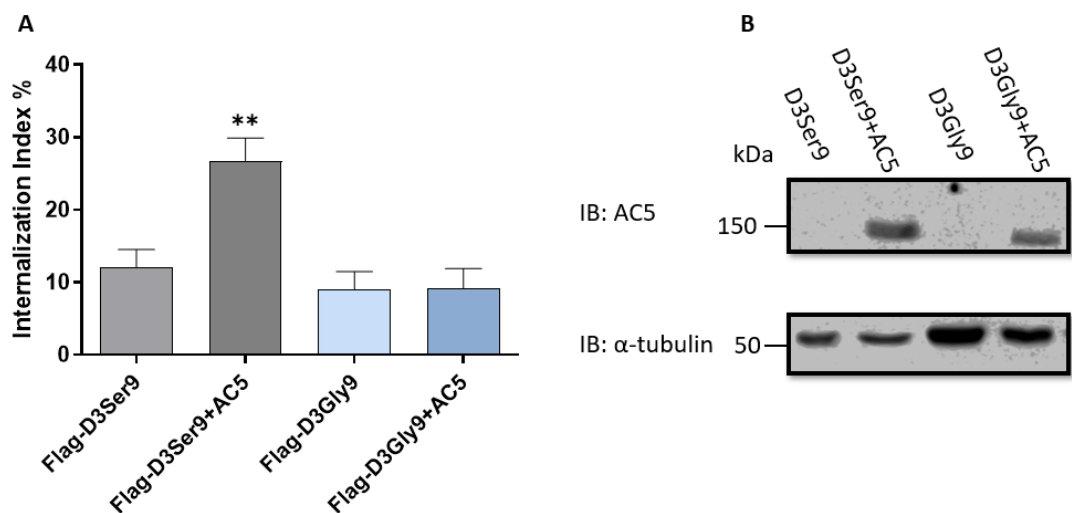 A
Internalization Index %
40
30
20
10
0
**
Flag-D3Ser9
Flag-D3Ser9+AC5
Flag-D3Gly9
Flag-D3Gly9+AC5
B
D3Ser9
D3Ser9+AC5
D3Gly9
D3Gly9+AC5
kDa
IB: AC5
150
IB: α-tubulin
50